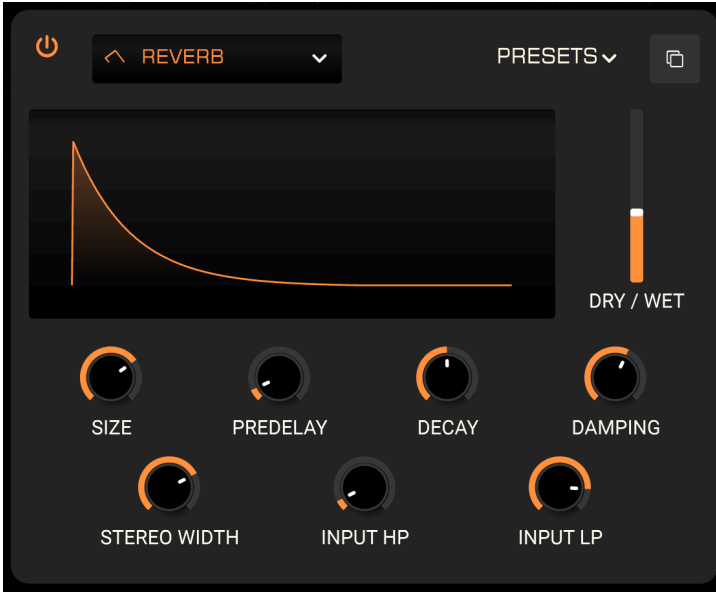 REVERB
PRESETS
DRY / WET
SIZE
PREDELAY
DECAY
DAMPING
STEREO WIDTH
INPUT HP
INPUT LP